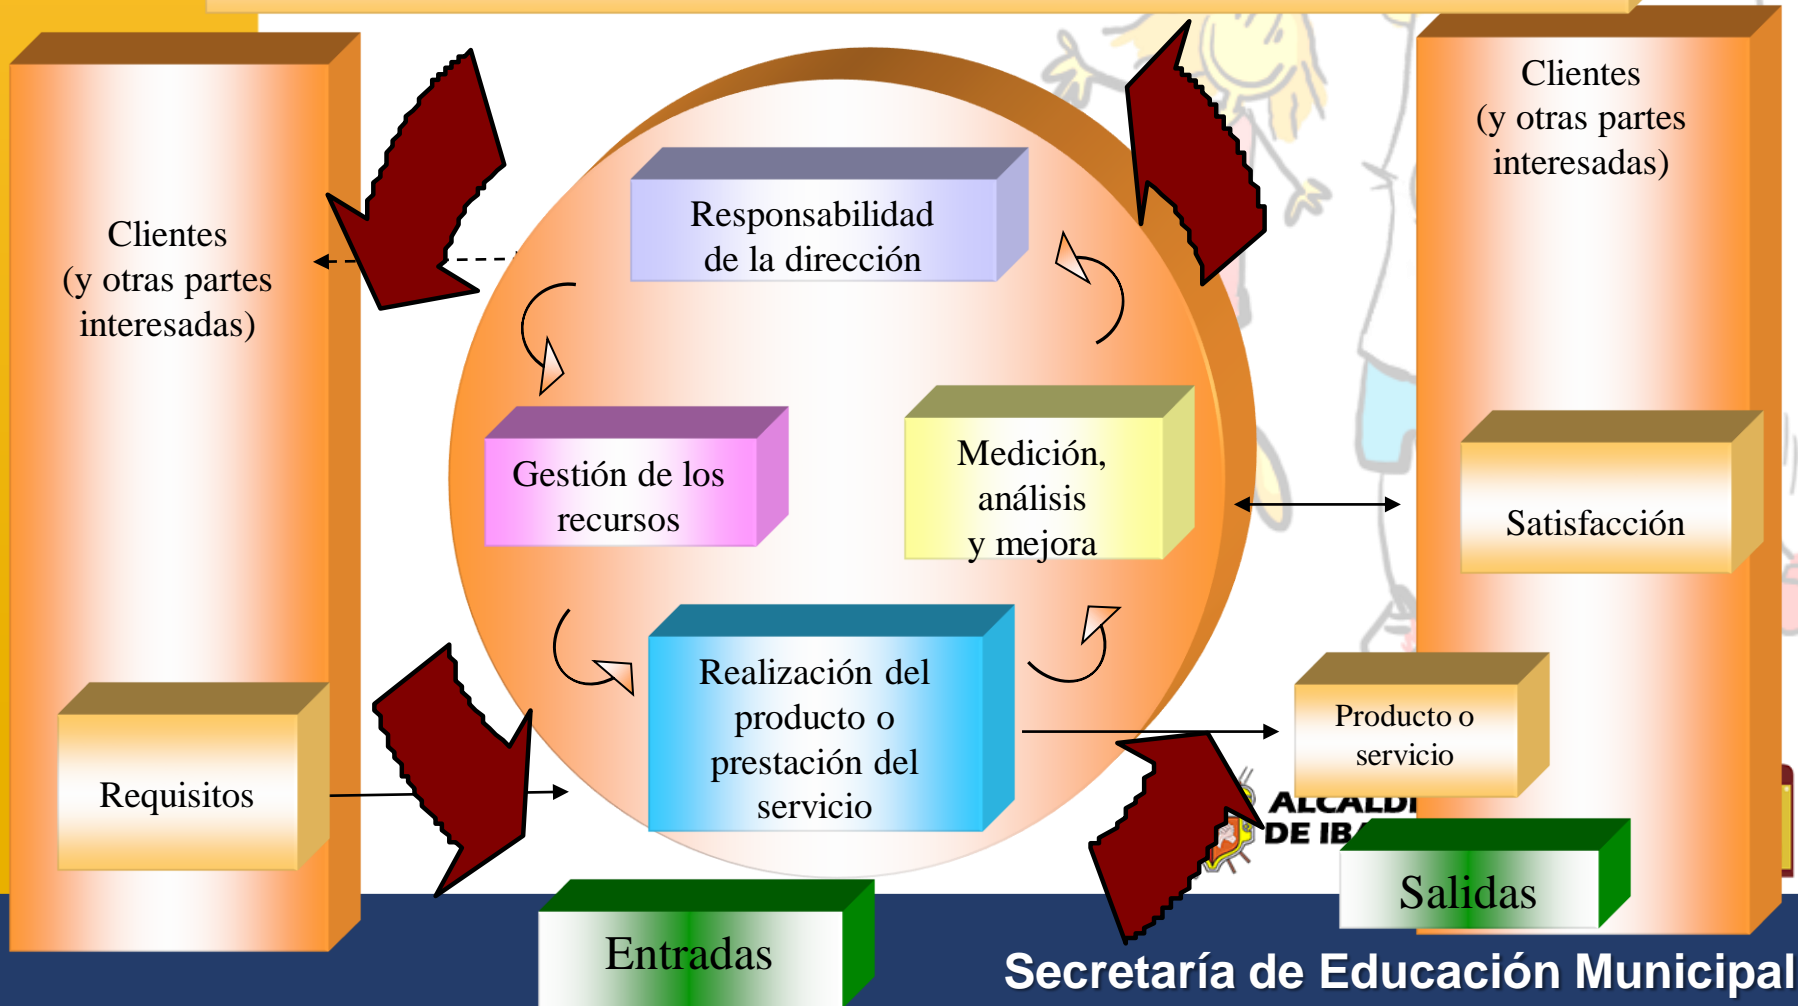 Clientes
(y otras partes
interesadas)
Clientes
(y otras partes
interesadas)
Responsabilidad
de la dirección
Gestión de los
recursos
Medición,
análisis
y mejora
Satisfacción
Realización del
producto o
prestación del
servicio
Producto o
servicio
Requisitos
DE
Salidas
Entradas
Secretaría de Educación Municipal